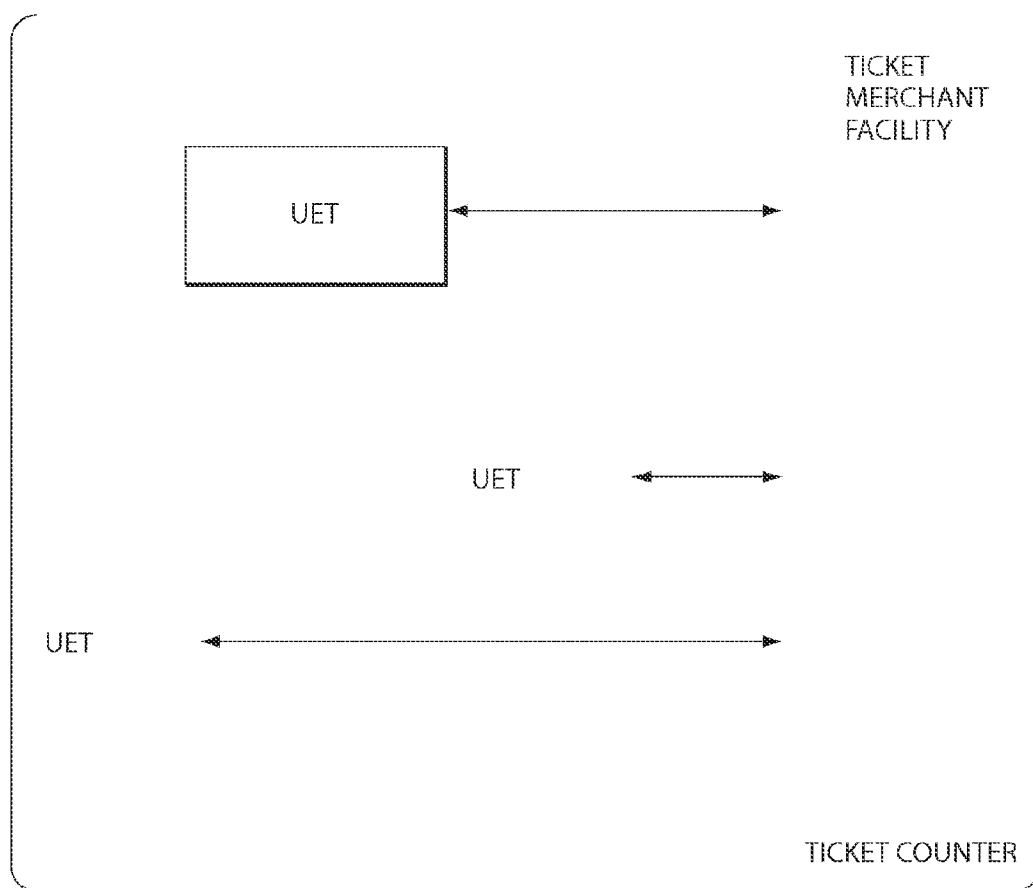 TICKET
MERCHANT
FACILITY
UET
UET
UET
TICKET COUNTER